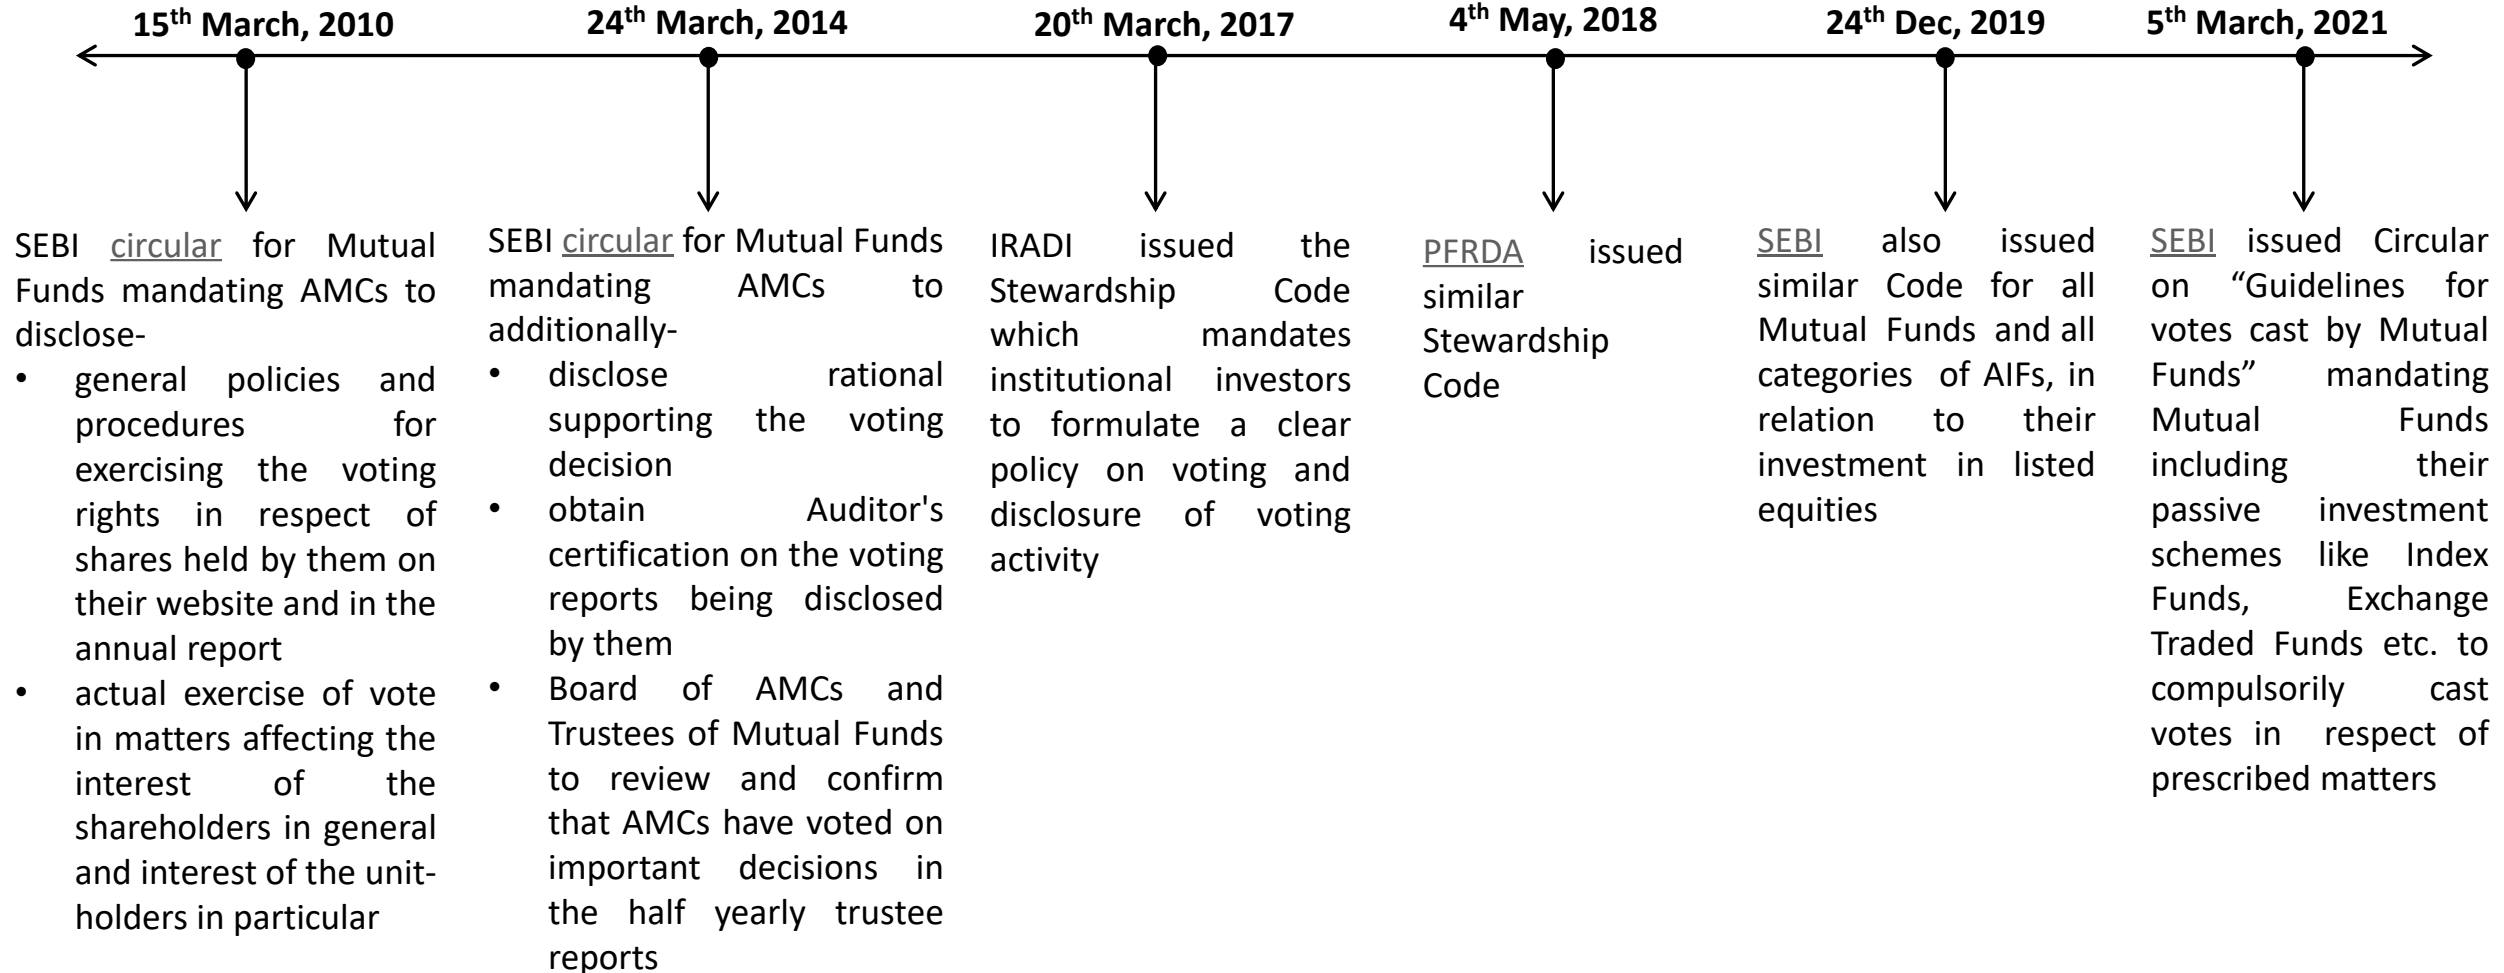 15th March, 2010
24th March, 2014
20th March, 2017
4th May, 2018
24th Dec, 2019
5th March, 2021
SEBI circular for Mutual
Funds mandating AMCs to
disclose-
• general policies and
procedures for
exercising the voting
rights in respect of
shares held by them on
their website and in the
annual report
• actual exercise of vote
in matters affecting the
interest of the
shareholders in general
and interest of the unit-
holders in particular
SEBI circular for Mutual Funds
mandating AMCs to
additionally-
• disclose rational
supporting the voting
decision
• obtain Auditor's
certification on the voting
reports being disclosed
by them
• Board of AMCs and
Trustees of Mutual Funds
to review and confirm
that AMCs have voted on
important decisions in
the half yearly trustee
reports
IRADI issued the
Stewardship Code
which mandates
institutional investors
to formulate a clear
policy on voting and
disclosure of voting
activity
PFRDA issued
similar
Stewardship
Code
SEBI also issued
similar Code for all
Mutual Funds and all
categories of AIFs, in
relation to their
investment in listed
equities
SEBI issued Circular
on “Guidelines for
votes cast by Mutual
Funds” mandating
Mutual Funds
including their
passive investment
schemes like Index
Funds, Exchange
Traded Funds etc. to
compulsorily cast
votes in respect of
prescribed matters